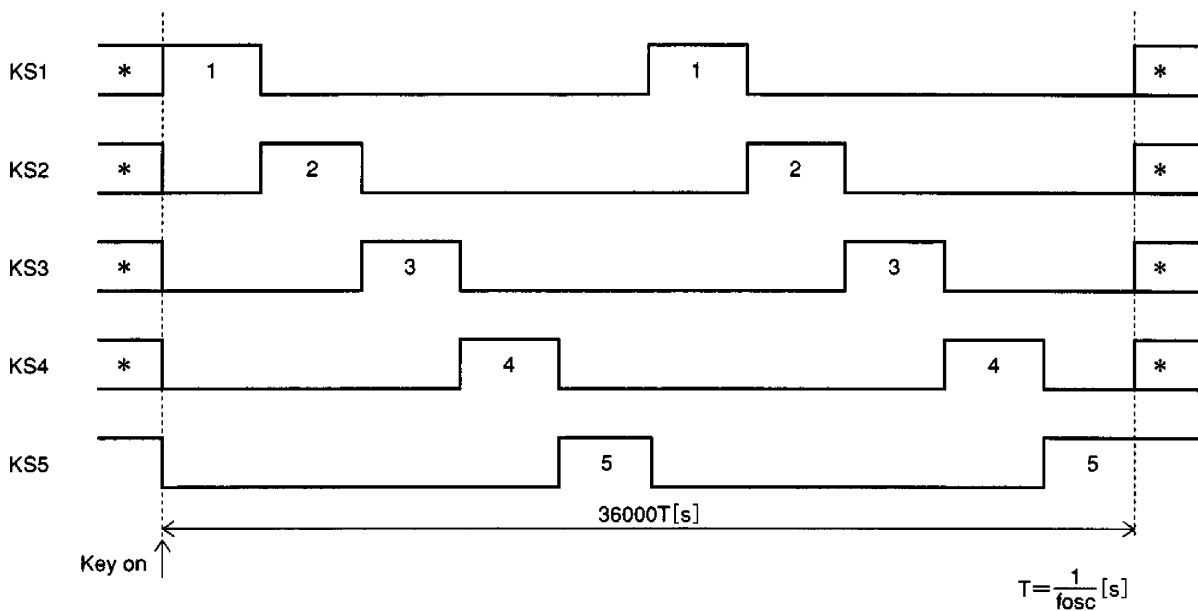 KS1 * 1 1 *
KS2 * 2 2 *
KS3 * 3 3 *
KS4 * 4 4 *
KS5 5 5
36000T[s]
Key on
T=1/fosc[s]